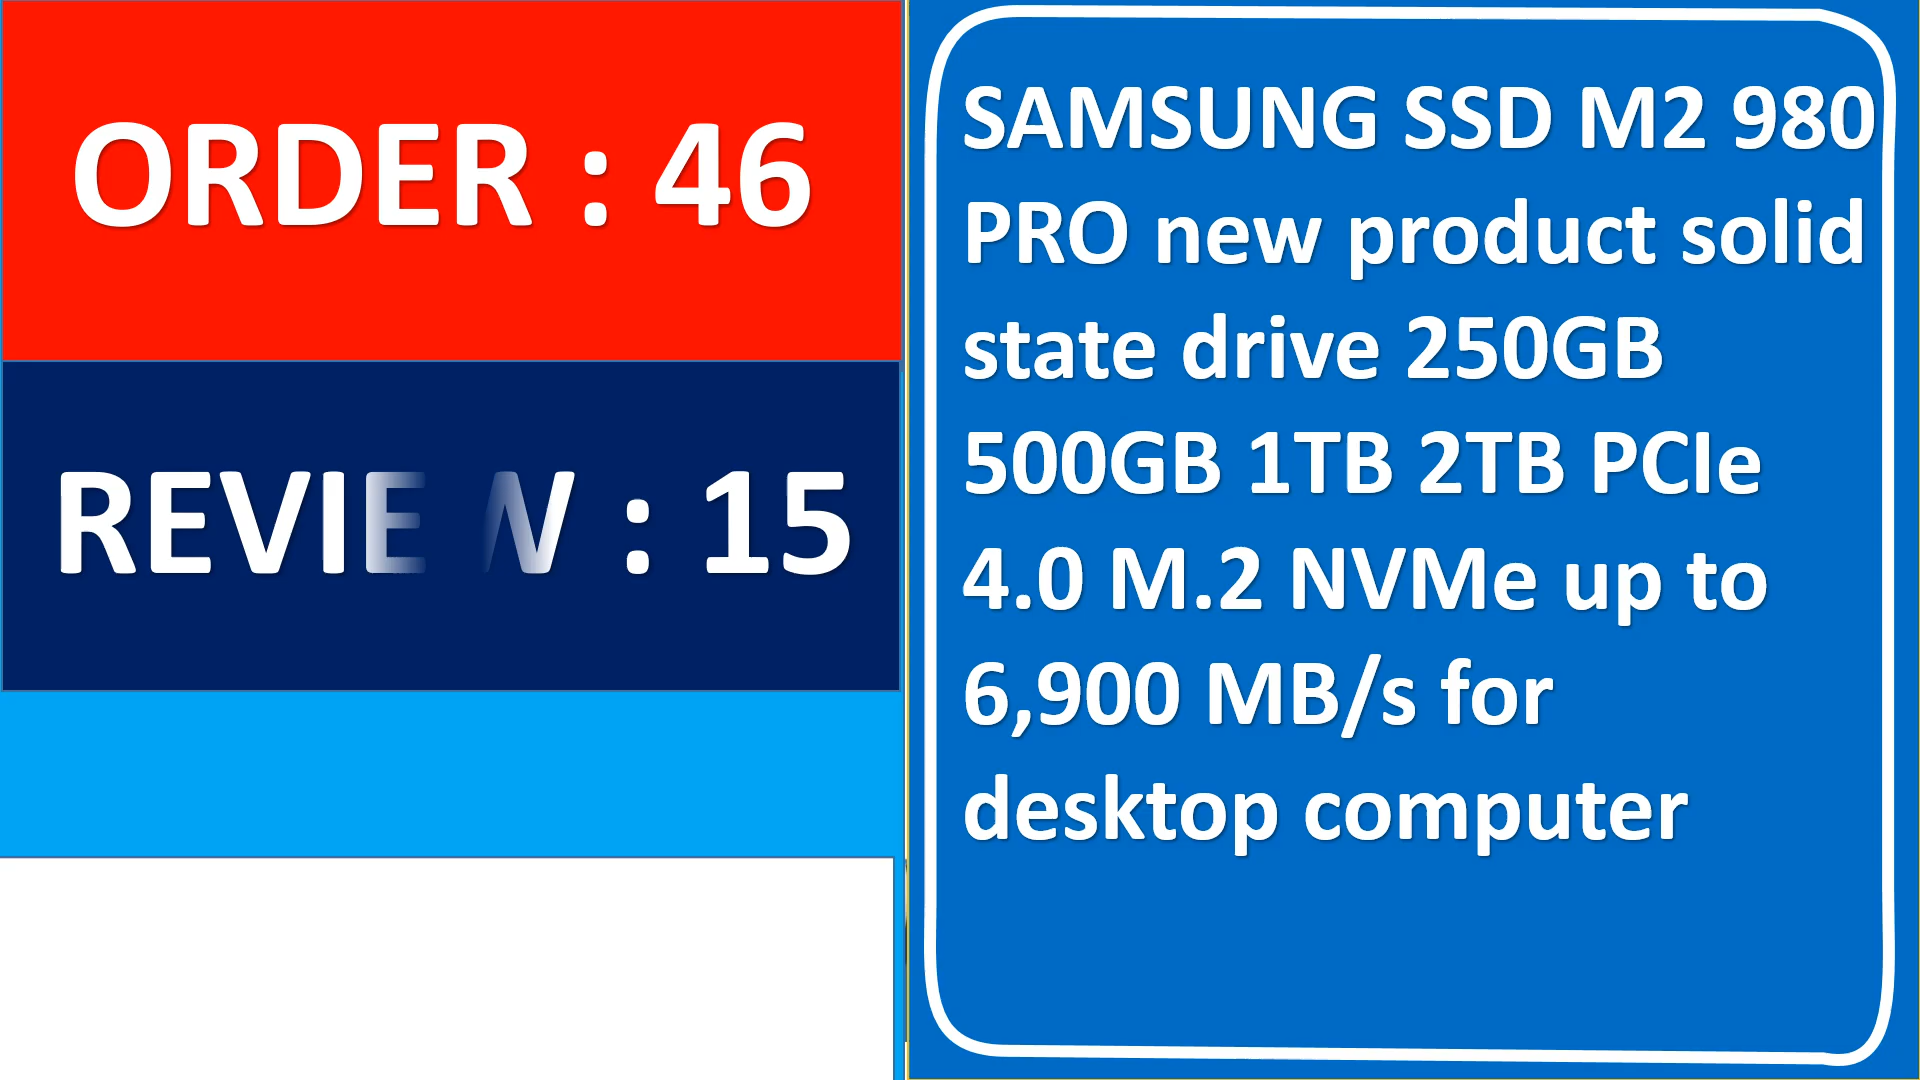 ORDER : 46
REVIEW : 15
SAMSUNG SSD M2 980
PRO new product solid
state drive 250GB
500GB 1TB 2TB PCIe
4.0 M.2 NVMe up to
6,900 MB/s for
desktop computer